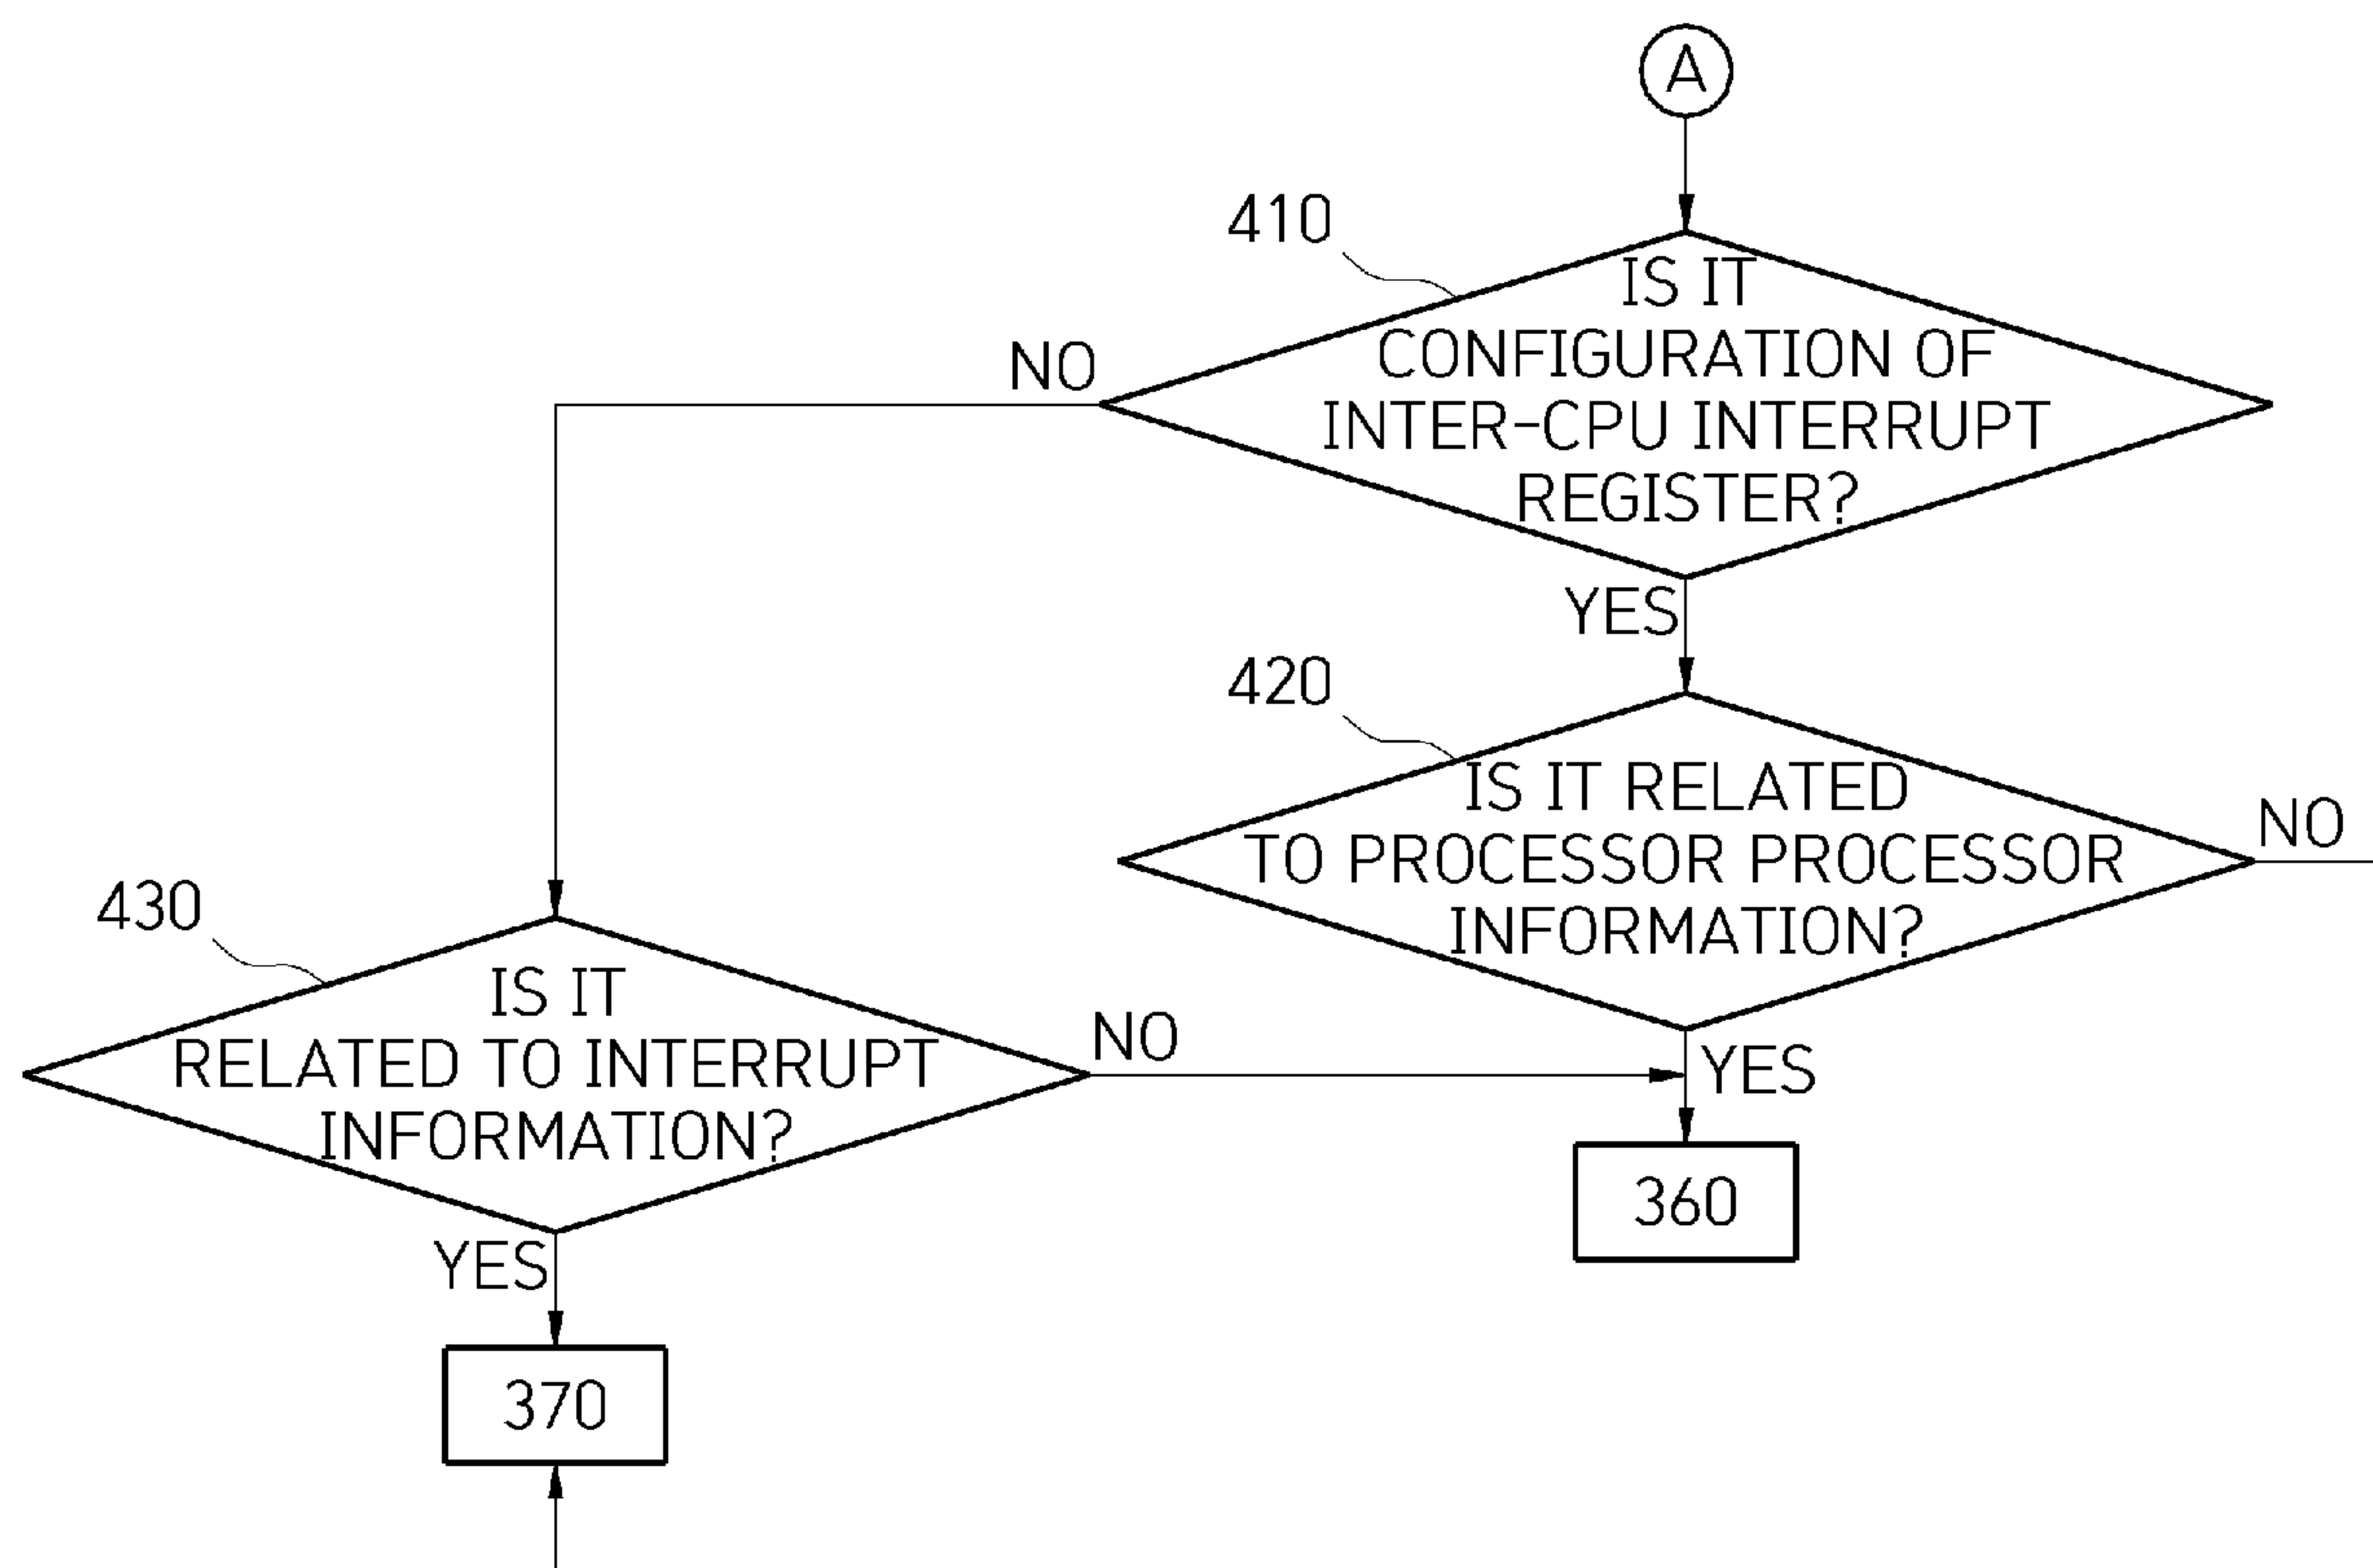 A
410
IS IT
CONFIGURATION OF
INTER-CPU INTERRUPT
REGISTER?
NO
YES
420
IS IT RELATED
TO PROCESSOR PROCESSOR
INFORMATION?
NO
YES
430
IS IT
RELATED TO INTERRUPT
INFORMATION?
NO
YES
360
370